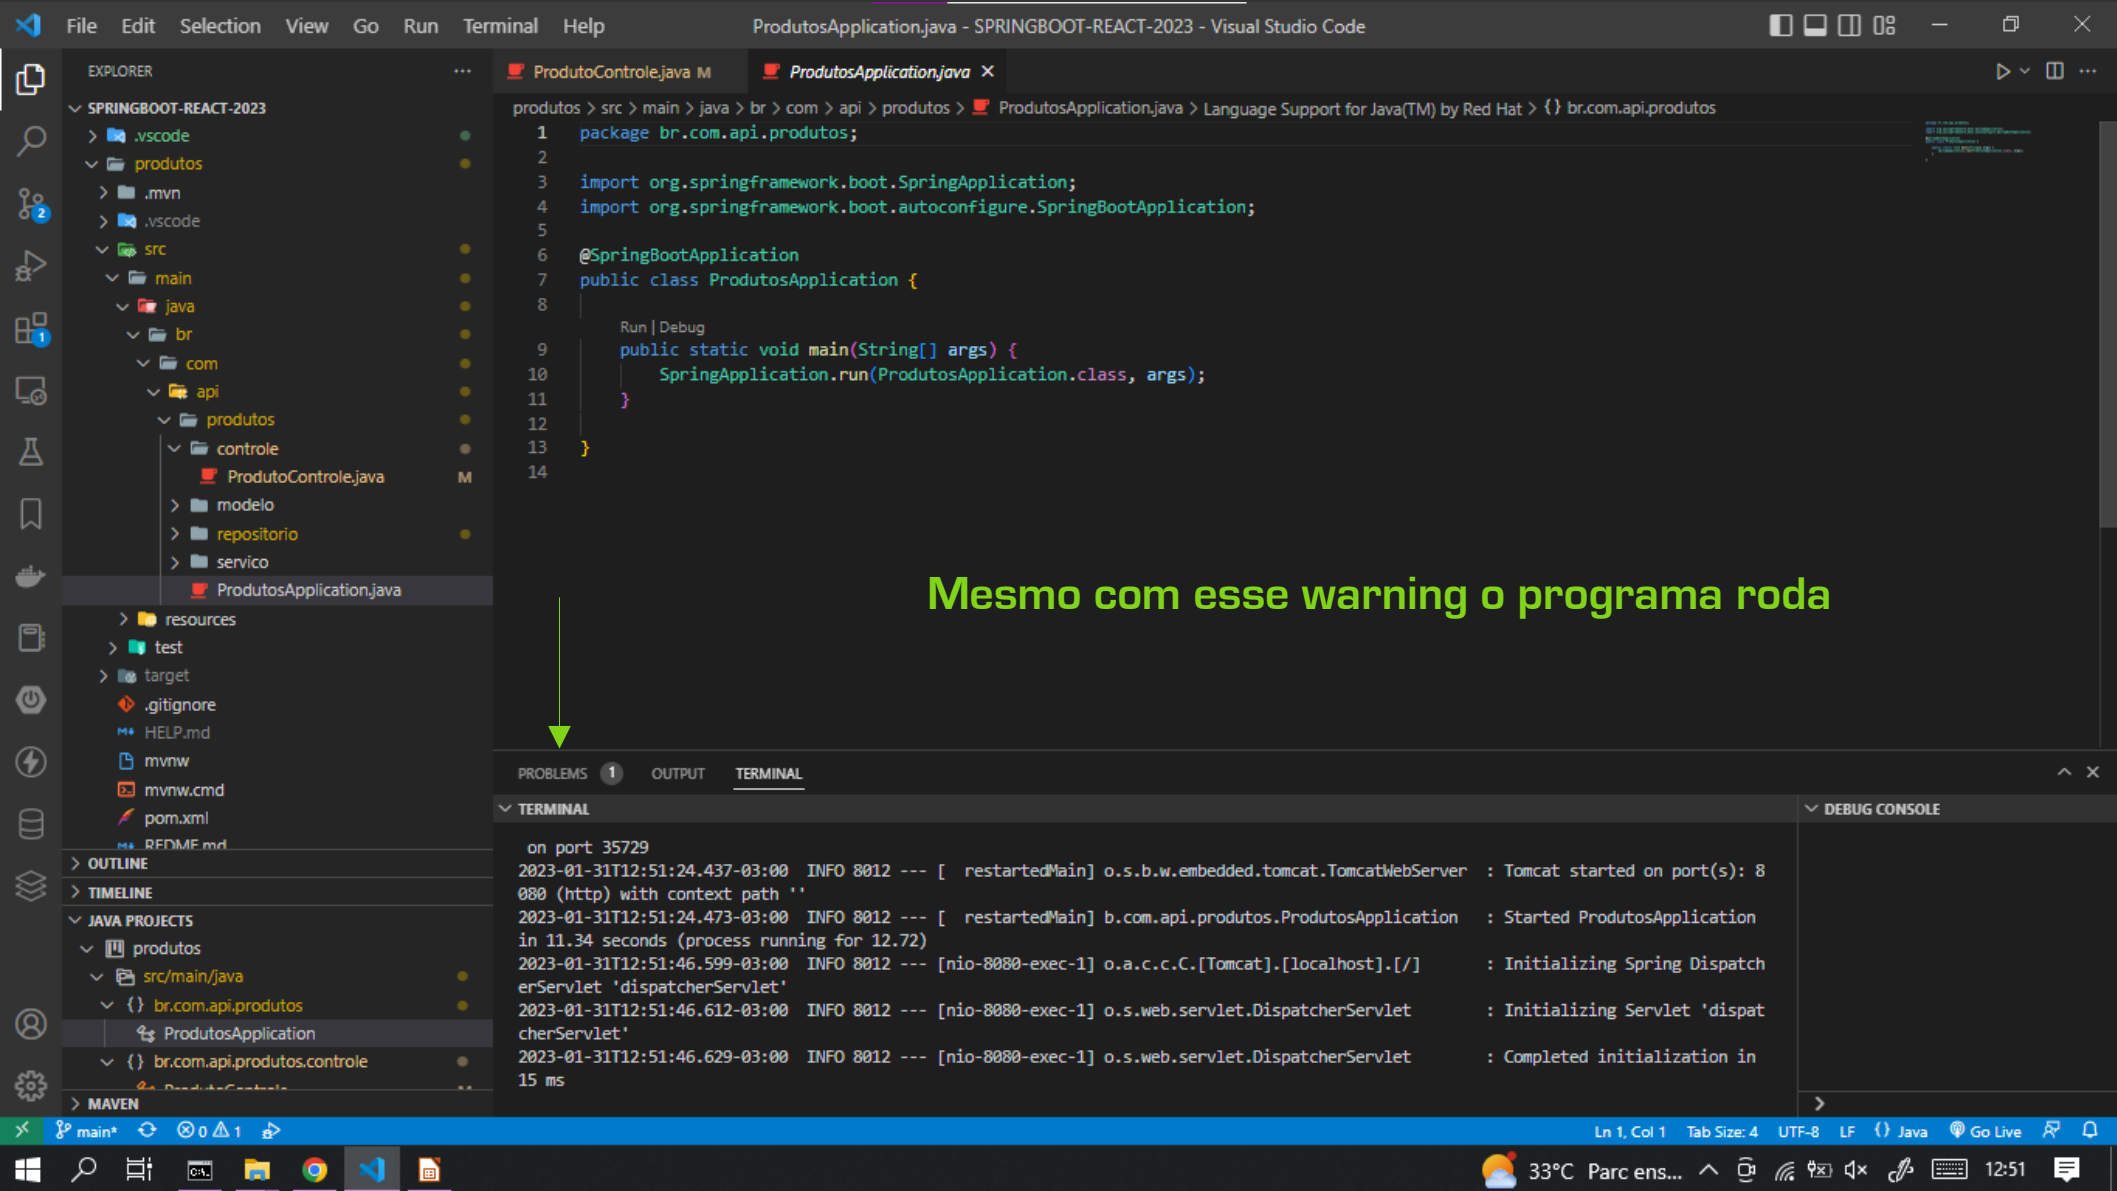 File Edit Selection View Go Run Terminal Help
ProdutosApplication.java - SPRINGBOOT-REACT-2023 - Visual Studio Code
EXPLORER
SPRINGBOOT-REACT-2023
.vscode
produtos
.mvn
.vscode
src
main
java
br
com
api
produtos
controle
ProdutoControle.java M
modelo
repositorio
servico
ProdutosApplication.java
resources
test
target
.gitignore
HELP.md
mvnw
mvnw.cmd
pom.xml
REDME.md
OUTLINE
TIMELINE
JAVA PROJECTS
produtos
src/main/java
{} br.com.api.produtos
ProdutosApplication
{} br.com.api.produtos.controle
ProdutoControle M
MAVEN
2
1
ProdutoControle.java M
ProdutosApplication.java
produtos > src > main > java > br > com > api > produtos > ProdutosApplication.java > Language Support for Java(TM) by Red Hat > {} br.com.api.produtos
1 package br.com.api.produtos;
2
3 import org.springframework.boot.SpringApplication;
4 import org.springframework.boot.autoconfigure.SpringBootApplication;
5
6 @SpringBootApplication
7 public class ProdutosApplication {
8
Run | Debug
9 public static void main(String[] args) {
10 SpringApplication.run(ProdutosApplication.class, args);
11 }
12
13 }
14
Mesmo com esse warning o programa roda
PROBLEMS 1 OUTPUT TERMINAL
TERMINAL
on port 35729
2023-01-31T12:51:24.437-03:00 INFO 8012 --- [ restartedMain] o.s.b.w.embedded.tomcat.TomcatWebServer : Tomcat started on port(s): 8
080 (http) with context path ''
2023-01-31T12:51:24.473-03:00 INFO 8012 --- [ restartedMain] b.com.api.produtos.ProdutosApplication : Started ProdutosApplication
in 11.34 seconds (process running for 12.72)
2023-01-31T12:51:46.599-03:00 INFO 8012 --- [nio-8080-exec-1] o.a.c.c.C.[Tomcat].[localhost].[/] : Initializing Spring Dispatch
erServlet 'dispatcherServlet'
2023-01-31T12:51:46.612-03:00 INFO 8012 --- [nio-8080-exec-1] o.s.web.servlet.DispatcherServlet : Initializing Servlet 'dispat
cherServlet'
2023-01-31T12:51:46.629-03:00 INFO 8012 --- [nio-8080-exec-1] o.s.web.servlet.DispatcherServlet : Completed initialization in
15 ms
DEBUG CONSOLE
main* 0 1
Ln 1, Col 1 Tab Size: 4 UTF-8 LF {} Java Go Live
33°C Parc ens... 12:51